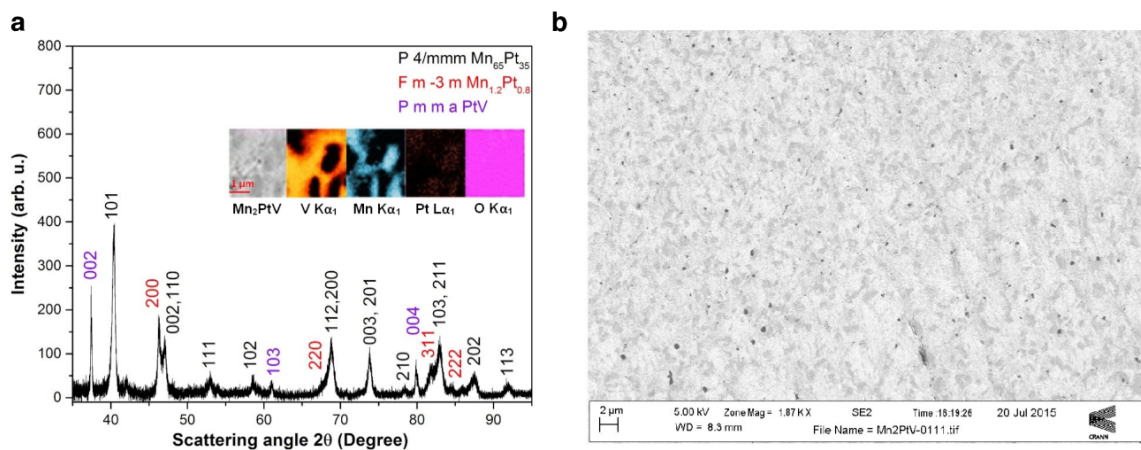 a
800
700
600
500
400
300
200
100
0
Intensity (arb. u.)
P 4/mmm Mn65Pt35
F m -3 m Mn1.2Pt0.8
P m m a PtV
1 μm
Mn₂PtV V Kα₁ Mn Kα₁ Pt Lα₁ O Kα₁
002
101
200
002,110
111
102
103
220
112,200
003, 201
210
004
311
103, 211
222
202
113
40 50 60 70 80 90
Scattering angle 2θ (Degree)
b
2 μm 5.00 kV Zone Mag = 1.87 K X SE2 Time :16:19:26 20 Jul 2015
WD = 8.3 mm File Name = Mn2PtV-0111.tif
CRANN